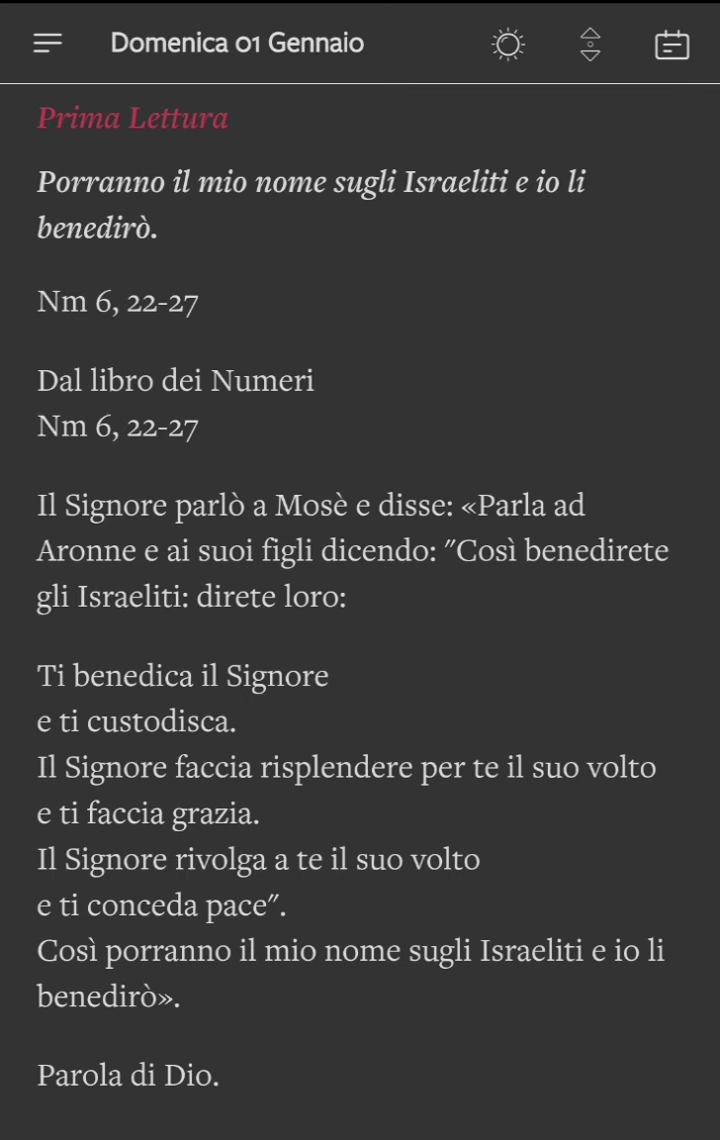 Domenica 01 Gennaio
Prima Lettura
Porranno il mio nome sugli Israeliti e io li
benedirò.
Nm 6, 22-27
Dal libro dei Numeri
Nm 6, 22-27
Il Signore parlò a Mosè e disse: «Parla ad
Aronne e ai suoi figli dicendo: "Così benedirete
gli Israeliti: direte loro:
Ti benedica il Signore
e ti custodisca.
Il Signore faccia risplendere per te il suo volto
e ti faccia grazia.
Il Signore rivolga a te il suo volto
e ti conceda pace".
Così porranno il mio nome sugli Israeliti e io li
benedirò».
Parola di Dio.